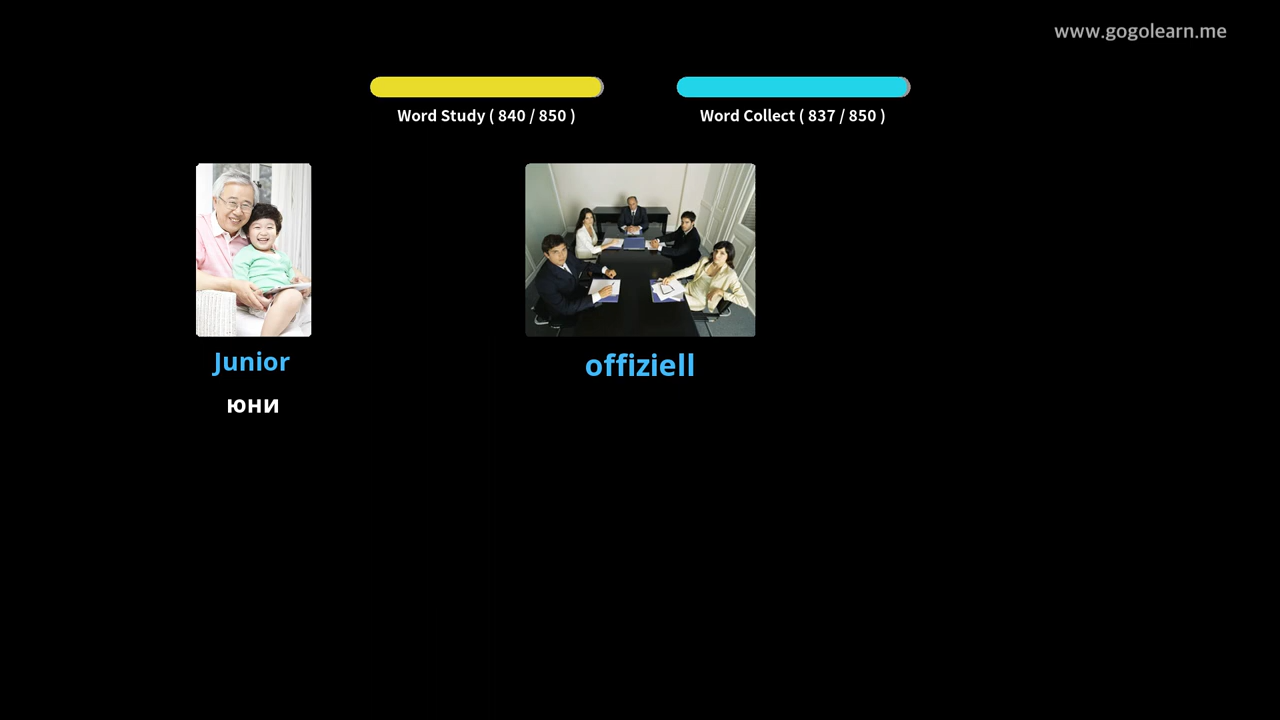 www.gogolearn.me
Word Study ( 840 / 850 )
Word Collect ( 837 / 850 )
Junior
offiziell
юни